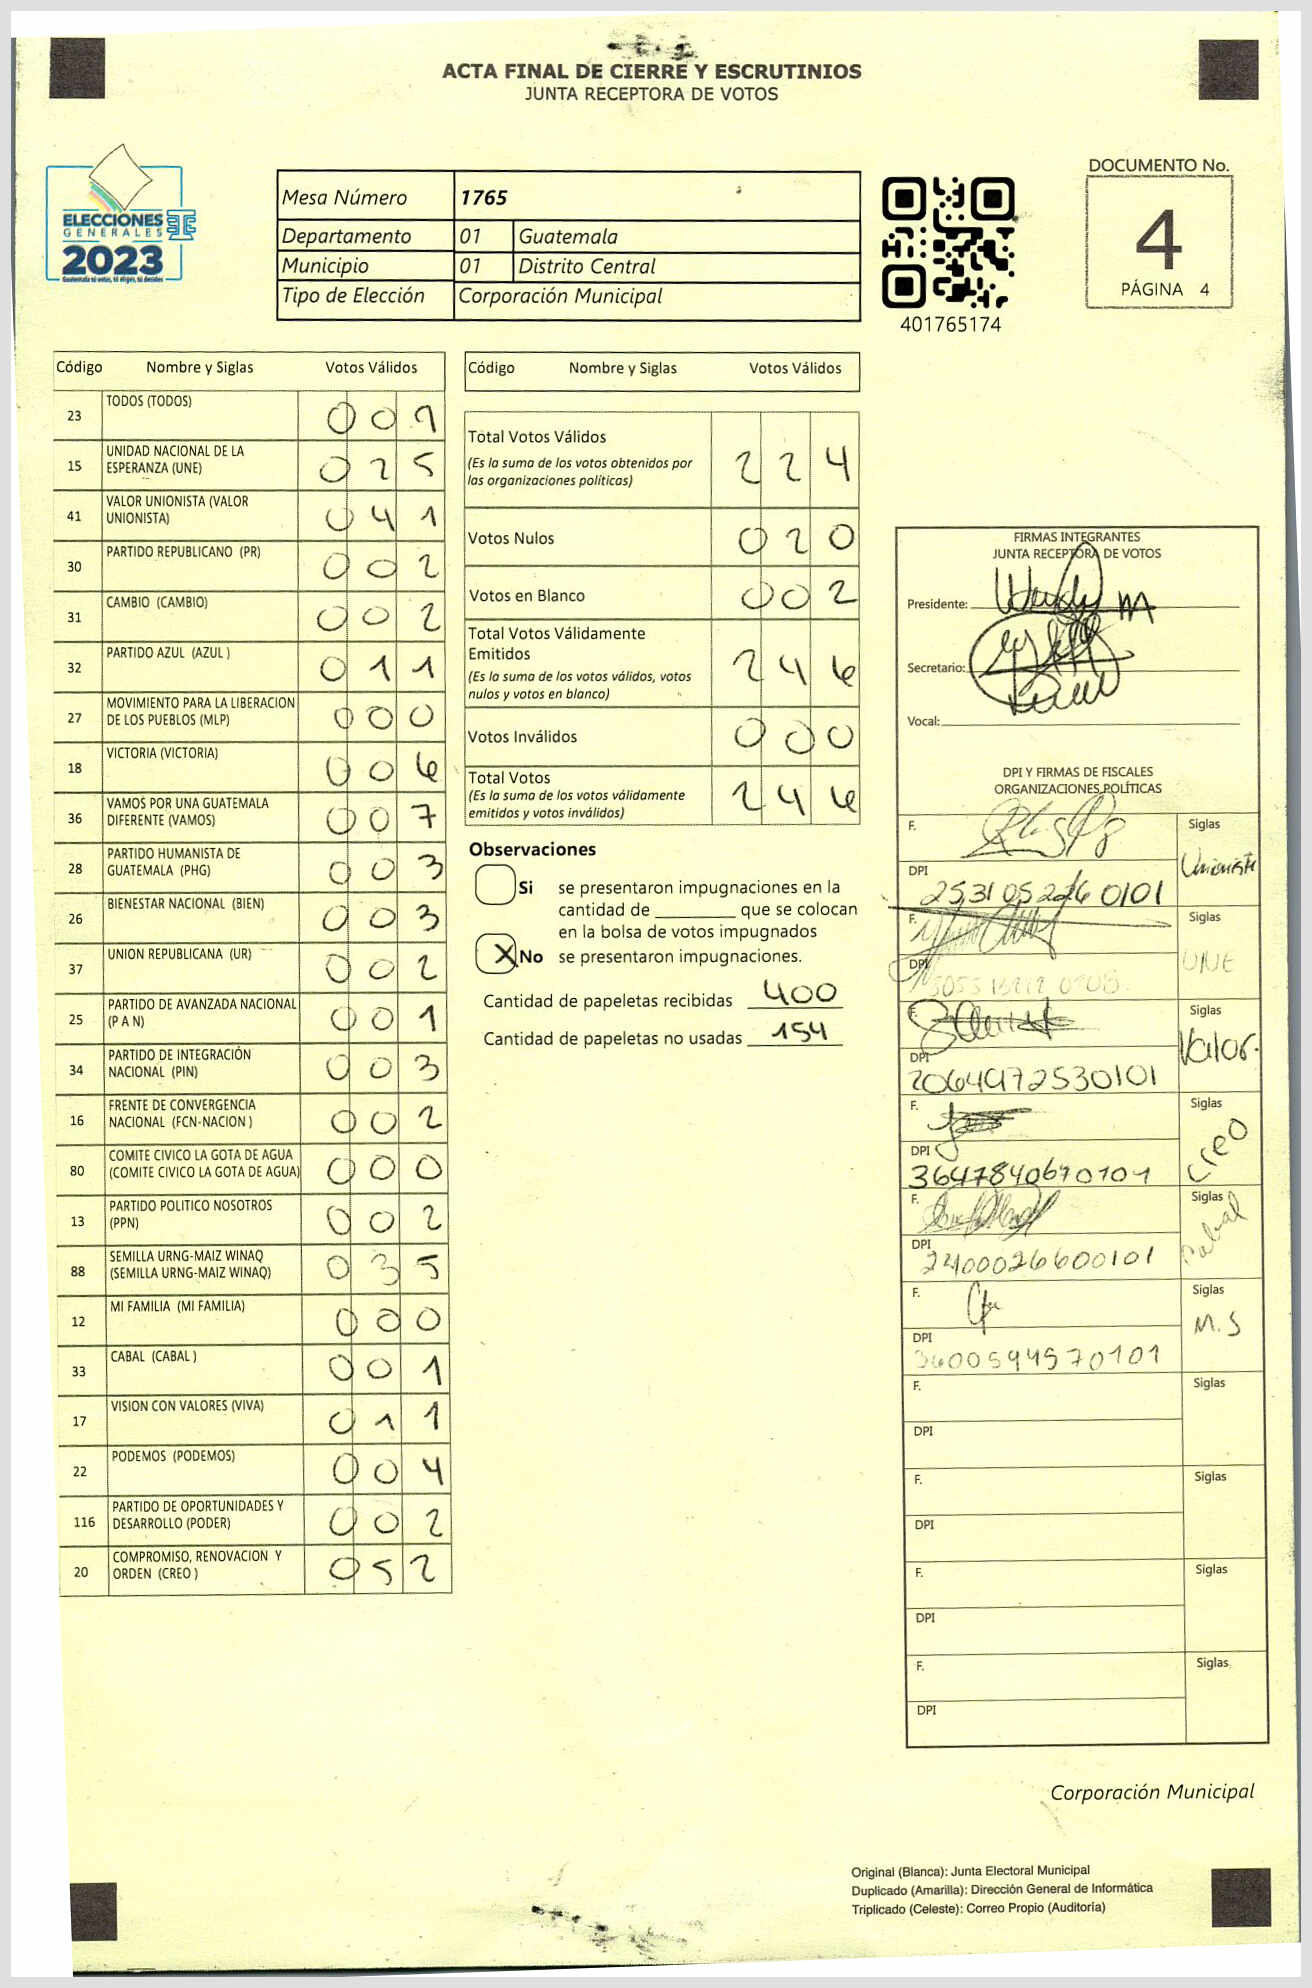 ACTA FINAL DE CIERRE Y ESCRUTINIOS
JUNTA RECEPTORA DE VOTOS
ELECCIONES
GENERALES
2023
Guatemala tú votas, tú eliges, tú decides
Mesa Número 1765
Departamento 01 Guatemala
Municipio 01 Distrito Central
Tipo de Elección Corporación Municipal
401765174
DOCUMENTO No.
4
PÁGINA 4
Código Nombre y Siglas Votos Válidos
23 TODOS (TODOS) 0 0 9
15 UNIDAD NACIONAL DE LA
ESPERANZA (UNE) 0 2 5
41 VALOR UNIONISTA (VALOR
UNIONISTA) 0 4 1
30 PARTIDO REPUBLICANO (PR) 0 0 2
31 CAMBIO (CAMBIO) 0 0 2
32 PARTIDO AZUL (AZUL ) 0 1 1
27 MOVIMIENTO PARA LA LIBERACION
DE LOS PUEBLOS (MLP) 0 0 0
18 VICTORIA (VICTORIA) 0 0 6
36 VAMOS POR UNA GUATEMALA
DIFERENTE (VAMOS) 0 0 7
28 PARTIDO HUMANISTA DE
GUATEMALA (PHG) 0 0 3
26 BIENESTAR NACIONAL (BIEN) 0 0 3
37 UNION REPUBLICANA (UR) 0 0 2
25 PARTIDO DE AVANZADA NACIONAL
(P A N) 0 0 1
34 PARTIDO DE INTEGRACIÓN
NACIONAL (PIN) 0 0 3
16 FRENTE DE CONVERGENCIA
NACIONAL (FCN-NACION ) 0 0 2
80 COMITE CIVICO LA GOTA DE AGUA
(COMITE CIVICO LA GOTA DE AGUA) 0 0 0
13 PARTIDO POLITICO NOSOTROS
(PPN) 0 0 2
88 SEMILLA URNG-MAIZ WINAQ
(SEMILLA URNG-MAIZ WINAQ) 0 3 5
12 MI FAMILIA (MI FAMILIA) 0 0 0
33 CABAL (CABAL ) 0 0 1
17 VISION CON VALORES (VIVA) 0 1 1
22 PODEMOS (PODEMOS) 0 0 4
116 PARTIDO DE OPORTUNIDADES Y
DESARROLLO (PODER) 0 0 2
20 COMPROMISO, RENOVACION Y
ORDEN (CREO ) 0 5 2
Código Nombre y Siglas Votos Válidos
Total Votos Válidos 2 2 4
(Es la suma de los votos obtenidos por
las organizaciones políticas)
Votos Nulos 0 2 0
Votos en Blanco 0 0 2
Total Votos Válidamente
Emitidos 2 4 6
(Es la suma de los votos válidos, votos
nulos y votos en blanco)
Votos Inválidos 0 0 0
Total Votos 2 4 6
(Es la suma de los votos válidamente
emitidos y votos inválidos)
Observaciones
Si se presentaron impugnaciones en la
cantidad de ________ que se colocan
en la bolsa de votos impugnados
X No se presentaron impugnaciones.
Cantidad de papeletas recibidas 400
Cantidad de papeletas no usadas 154
FIRMAS INTEGRANTES
JUNTA RECEPTORA DE VOTOS
Presidente:
Secretario:
Vocal:
DPI Y FIRMAS DE FISCALES
ORGANIZACIONES POLÍTICAS
F. Siglas
Unionista
DPI
F. Siglas
UNE
DPI
F. Siglas
Valor.
DPI
2064972530101
F. Siglas
Creo
DPI
3647840670101
F. Siglas
DPI
2400026600101
F. Siglas
M.S
DPI
3600594570101
F. Siglas
DPI
F. Siglas
DPI
F. Siglas
DPI
F. Siglas
DPI
Corporación Municipal
Original (Blanca): Junta Electoral Municipal
Duplicado (Amarilla): Dirección General de Informática
Triplicado (Celeste): Correo Propio (Auditoría)